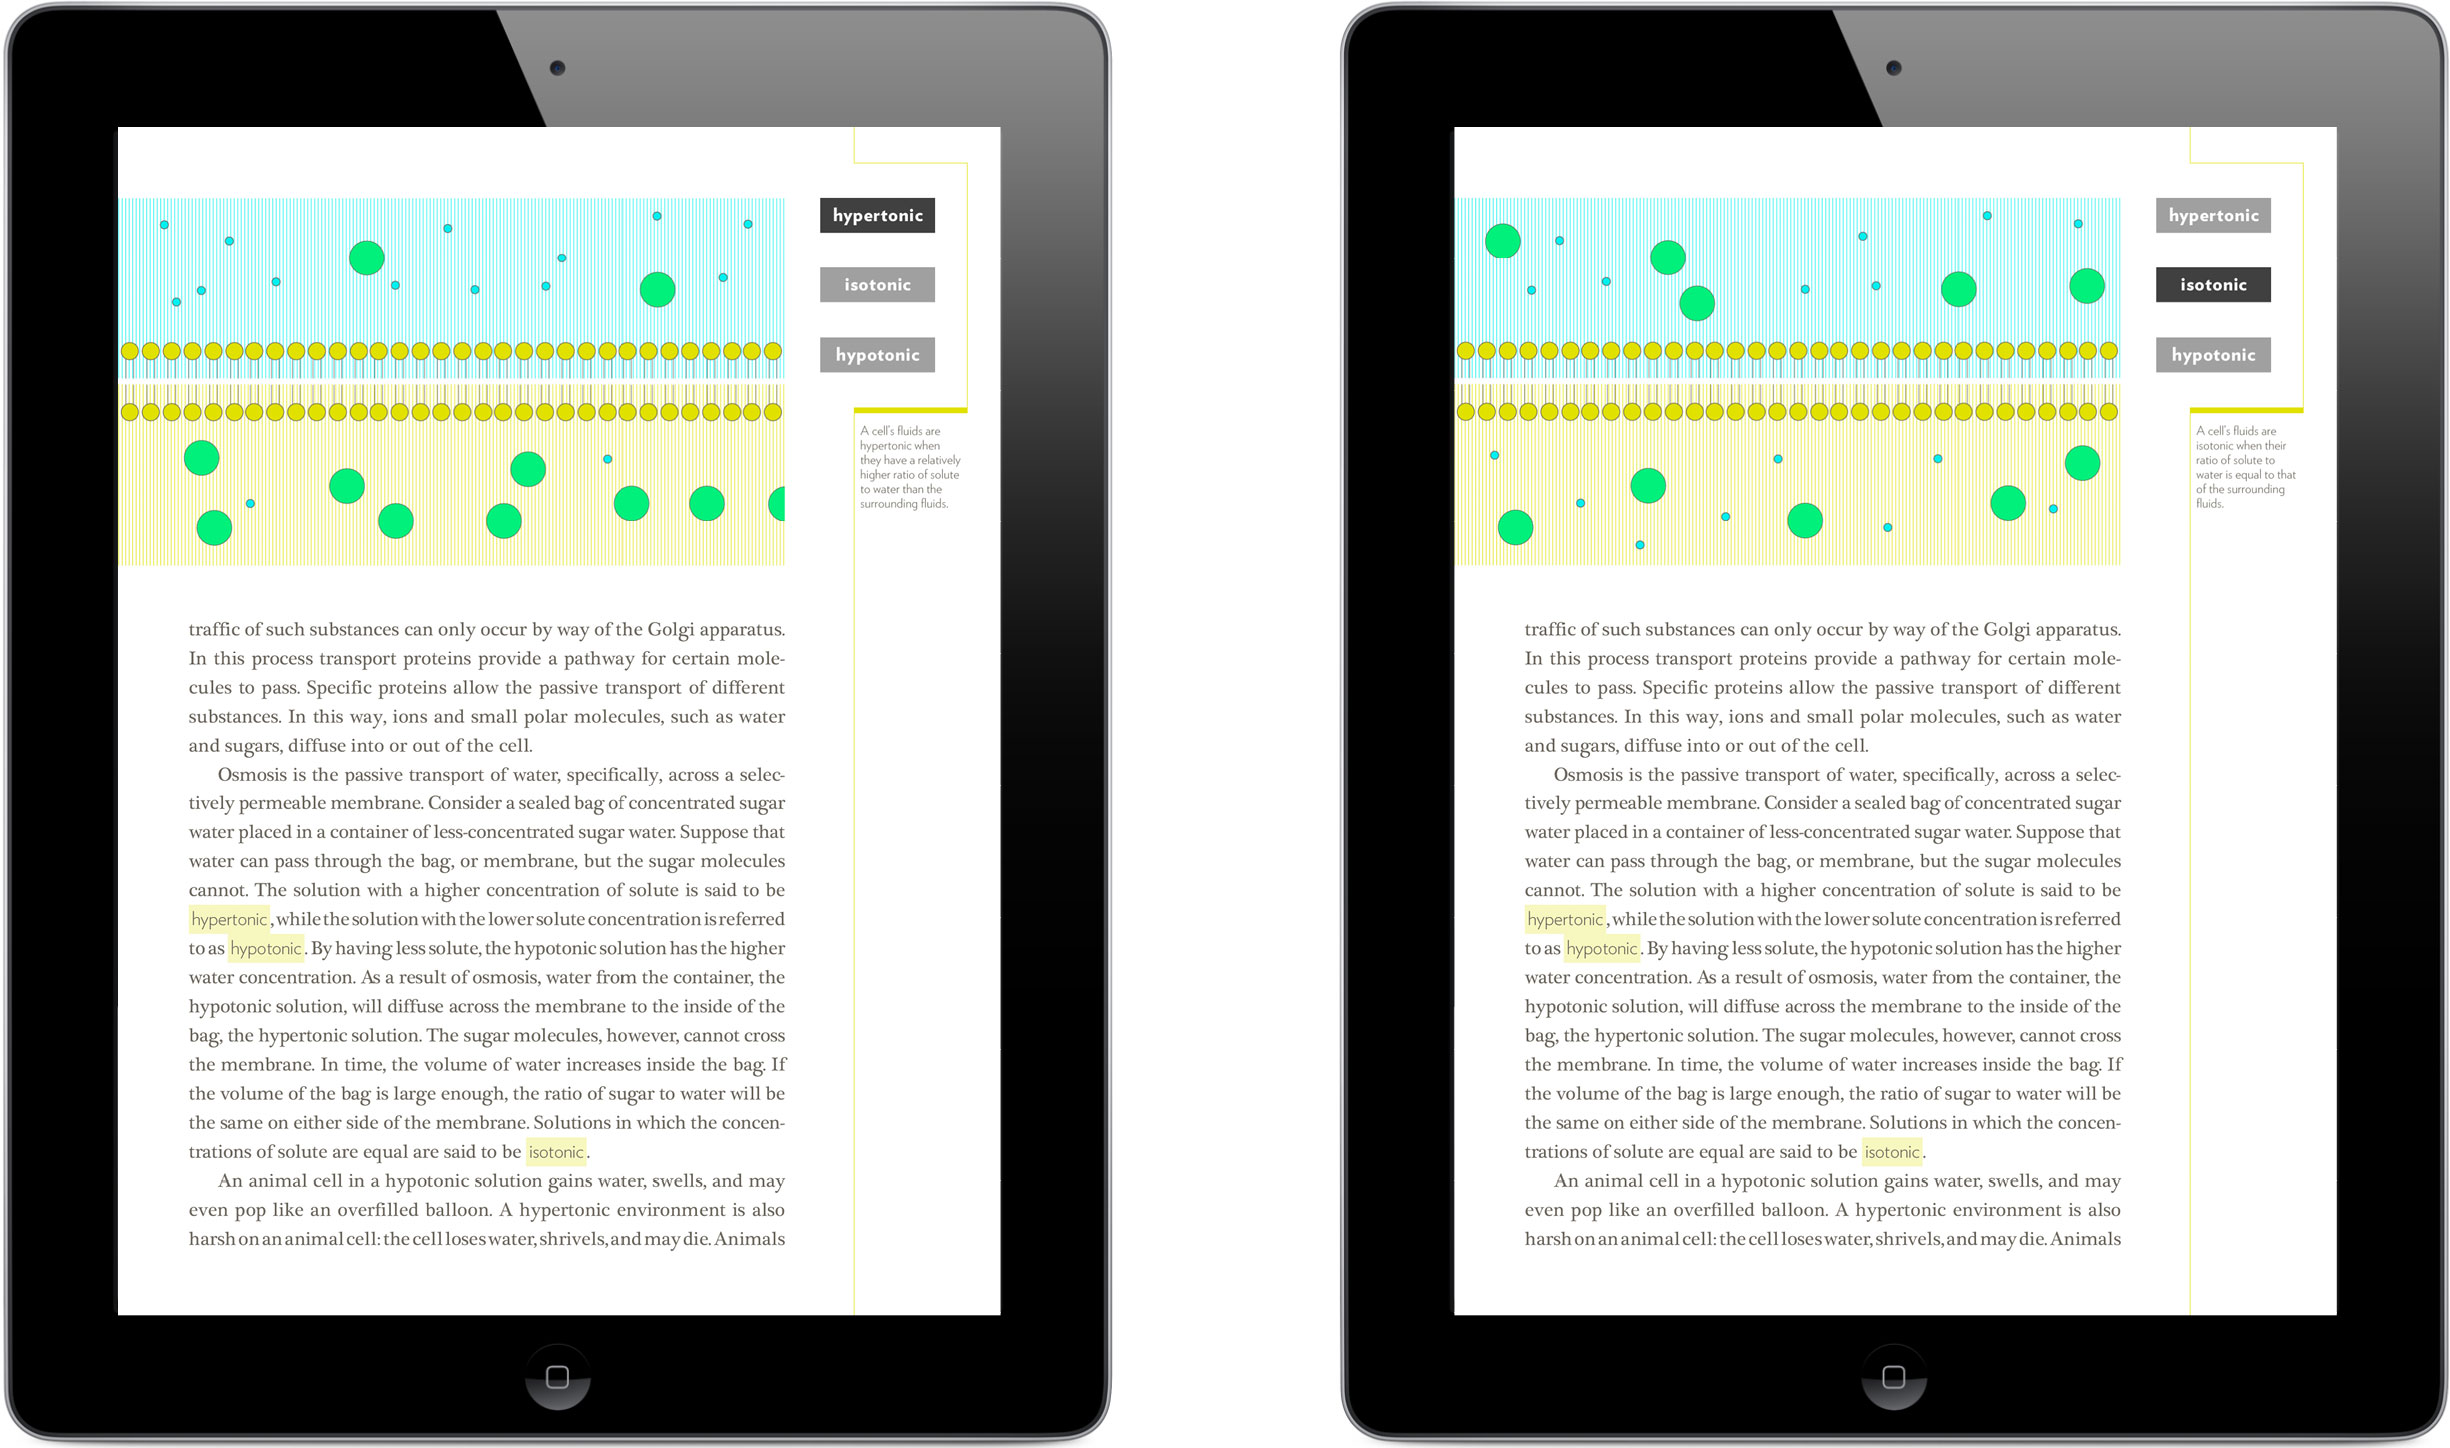 hypertonic
isotonic
hypotonic
A cell's fluids are
hypertonic when
they have a relatively
higher ratio of solute
to water than the
surrounding fluids.
traffic of such substances can only occur by way of the Golgi apparatus.
In this process transport proteins provide a pathway for certain mole-
cules to pass. Specific proteins allow the passive transport of different
substances. In this way, ions and small polar molecules, such as water
and sugars, diffuse into or out of the cell.
Osmosis is the passive transport of water, specifically, across a selec-
tively permeable membrane. Consider a sealed bag of concentrated sugar
water placed in a container of less-concentrated sugar water. Suppose that
water can pass through the bag, or membrane, but the sugar molecules
cannot. The solution with a higher concentration of solute is said to be
hypertonic, while the solution with the lower solute concentration is referred
to as hypotonic. By having less solute, the hypotonic solution has the higher
water concentration. As a result of osmosis, water from the container, the
hypotonic solution, will diffuse across the membrane to the inside of the
bag, the hypertonic solution. The sugar molecules, however, cannot cross
the membrane. In time, the volume of water increases inside the bag. If
the volume of the bag is large enough, the ratio of sugar to water will be
the same on either side of the membrane. Solutions in which the concen-
trations of solute are equal are said to be isotonic.
An animal cell in a hypotonic solution gains water, swells, and may
even pop like an overfilled balloon. A hypertonic environment is also
harsh on an animal cell: the cell loses water, shrivels, and may die. Animals
hypertonic
isotonic
hypotonic
A cell's fluids are
isotonic when their
ratio of solute to
water is equal to that
of the surrounding
fluids.
traffic of such substances can only occur by way of the Golgi apparatus.
In this process transport proteins provide a pathway for certain mole-
cules to pass. Specific proteins allow the passive transport of different
substances. In this way, ions and small polar molecules, such as water
and sugars, diffuse into or out of the cell.
Osmosis is the passive transport of water, specifically, across a selec-
tively permeable membrane. Consider a sealed bag of concentrated sugar
water placed in a container of less-concentrated sugar water. Suppose that
water can pass through the bag, or membrane, but the sugar molecules
cannot. The solution with a higher concentration of solute is said to be
hypertonic, while the solution with the lower solute concentration is referred
to as hypotonic. By having less solute, the hypotonic solution has the higher
water concentration. As a result of osmosis, water from the container, the
hypotonic solution, will diffuse across the membrane to the inside of the
bag, the hypertonic solution. The sugar molecules, however, cannot cross
the membrane. In time, the volume of water increases inside the bag. If
the volume of the bag is large enough, the ratio of sugar to water will be
the same on either side of the membrane. Solutions in which the concen-
trations of solute are equal are said to be isotonic.
An animal cell in a hypotonic solution gains water, swells, and may
even pop like an overfilled balloon. A hypertonic environment is also
harsh on an animal cell: the cell loses water, shrivels, and may die. Animals